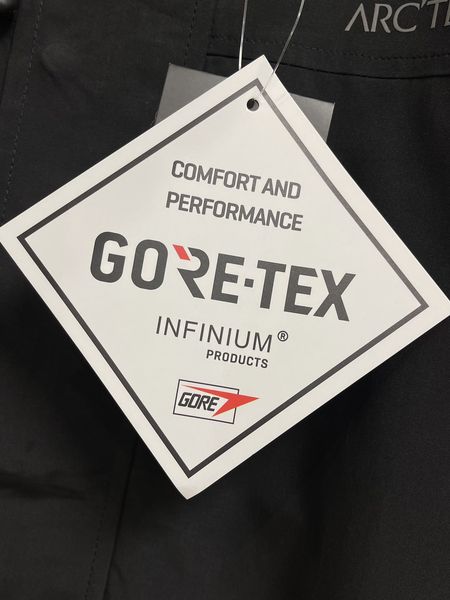 ARC'TE
COMFORT AND
PERFORMANCE
GORE-TEX
INFINIUM®
PRODUCTS
GORE